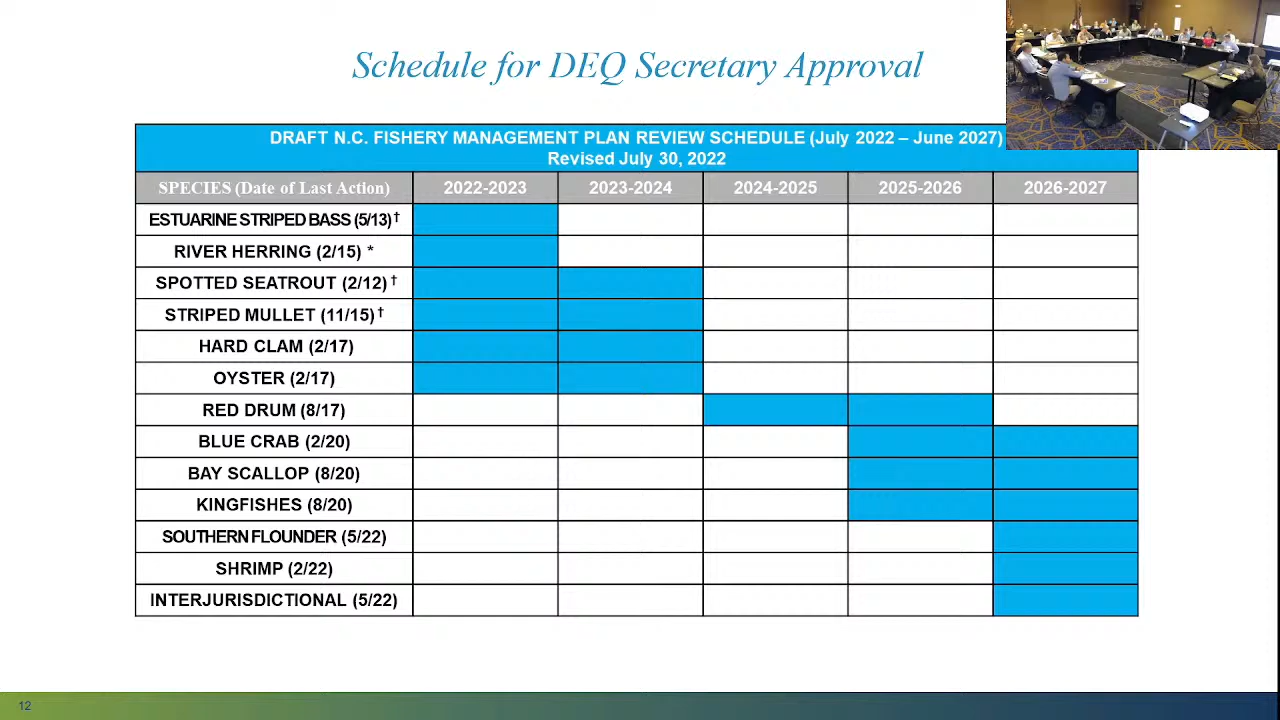 Schedule for DEQ Secretary Approval
DRAFT N.C. FISHERY MANAGEMENT PLAN REVIEW SCHEDULE (July 2022 – June 2027)
Revised July 30, 2022
SPECIES (Date of Last Action) 2022-2023 2023-2024 2024-2025 2025-2026 2026-2027
ESTUARINE STRIPED BASS (5/13) †
RIVER HERRING (2/15) *
SPOTTED SEATROUT (2/12) †
STRIPED MULLET (11/15) †
HARD CLAM (2/17)
OYSTER (2/17)
RED DRUM (8/17)
BLUE CRAB (2/20)
BAY SCALLOP (8/20)
KINGFISHES (8/20)
SOUTHERN FLOUNDER (5/22)
SHRIMP (2/22)
INTERJURISDICTIONAL (5/22)
12